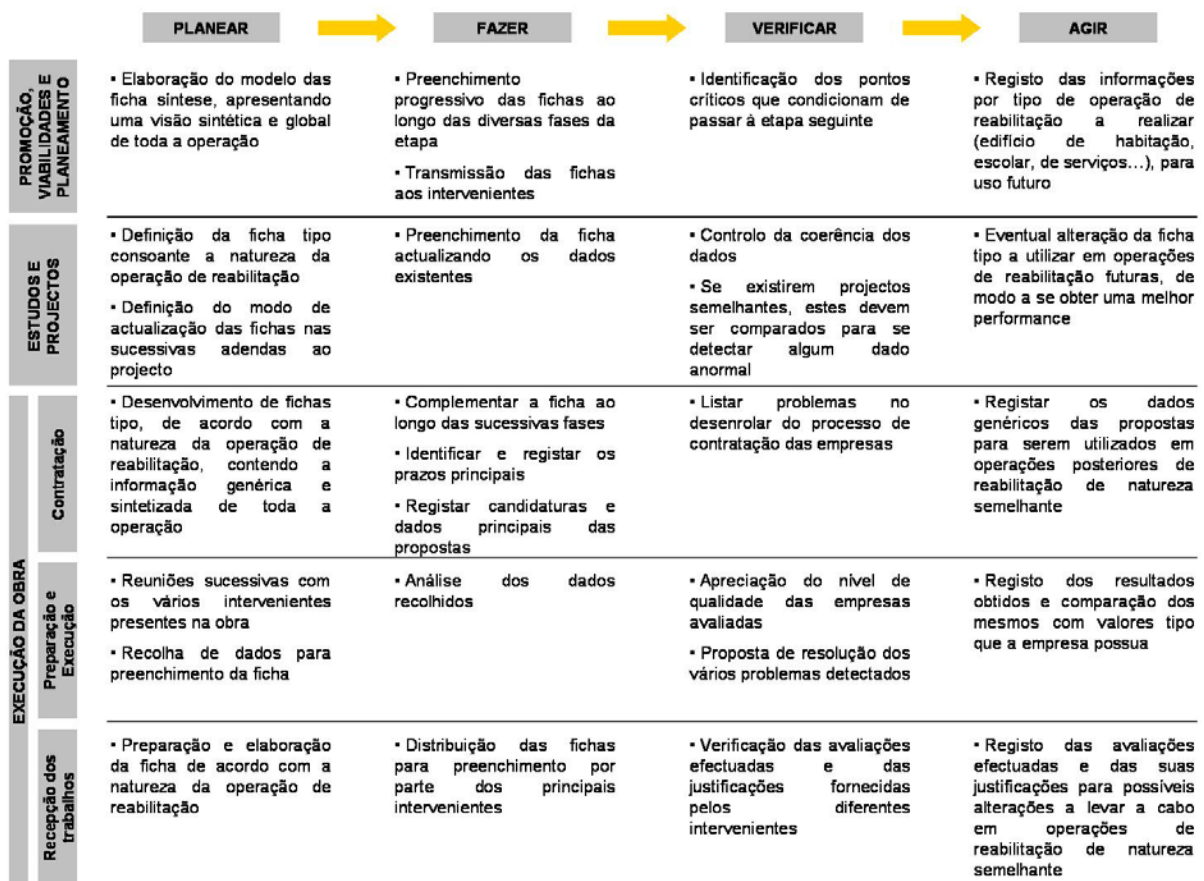 PLANEAR
FAZER
VERIFICAR
AGIR
PROMOÇÃO,
VIABILIDADES E
PLANEAMENTO
▪ Elaboração do modelo das
ficha síntese, apresentando
uma visão sintética e global
de toda a operação
▪ Preenchimento
progressivo das fichas ao
longo das diversas fases da
etapa
▪ Transmissão das fichas
aos intervenientes
▪ Identificação dos pontos
críticos que condicionam de
passar à etapa seguinte
▪ Registo das informações
por tipo de operação de
reabilitação a realizar
(edifício de habitação,
escolar, de serviços...), para
uso futuro
ESTUDOS E
PROJECTOS
▪ Definição da ficha tipo
consoante a natureza da
operação de reabilitação
▪ Definição do modo de
actualização das fichas nas
sucessivas adendas ao
projecto
▪ Preenchimento da ficha
actualizando os dados
existentes
▪ Controlo da coerência dos
dados
▪ Se existirem projectos
semelhantes, estes devem
ser comparados para se
detectar algum dado
anormal
▪ Eventual alteração da ficha
tipo a utilizar em operações
de reabilitação futuras, de
modo a se obter uma melhor
performance
EXECUÇÃO DA OBRA
Contratação
▪ Desenvolvimento de fichas
tipo, de acordo com a
natureza da operação de
reabilitação, contendo a
informação genérica e
sintetizada de toda a
operação
▪ Complementar a ficha ao
longo das sucessivas fases
▪ Identificar e registar os
prazos principais
▪ Registar candidaturas e
dados principais das
propostas
▪ Listar problemas no
desenrolar do processo de
contratação das empresas
▪ Registar os dados
genéricos das propostas
para serem utilizados em
operações posteriores de
reabilitação de natureza
semelhante
Preparação e
Execução
▪ Reuniões sucessivas com
os vários intervenientes
presentes na obra
▪ Recolha de dados para
preenchimento da ficha
▪ Análise dos dados
recolhidos
▪ Apreciação do nível de
qualidade das empresas
avaliadas
▪ Proposta de resolução dos
vários problemas detectados
▪ Registo dos resultados
obtidos e comparação dos
mesmos com valores tipo
que a empresa possua
Recepção dos
trabalhos
▪ Preparação e elaboração
da ficha de acordo com a
natureza da operação de
reabilitação
▪ Distribuição das fichas
para preenchimento por
parte dos principais
intervenientes
▪ Verificação das avaliações
efectuadas e das
justificações fornecidas
pelos diferentes
intervenientes
▪ Registo das avaliações
efectuadas e das suas
justificações para possíveis
alterações a levar a cabo
em operações de
reabilitação de natureza
semelhante